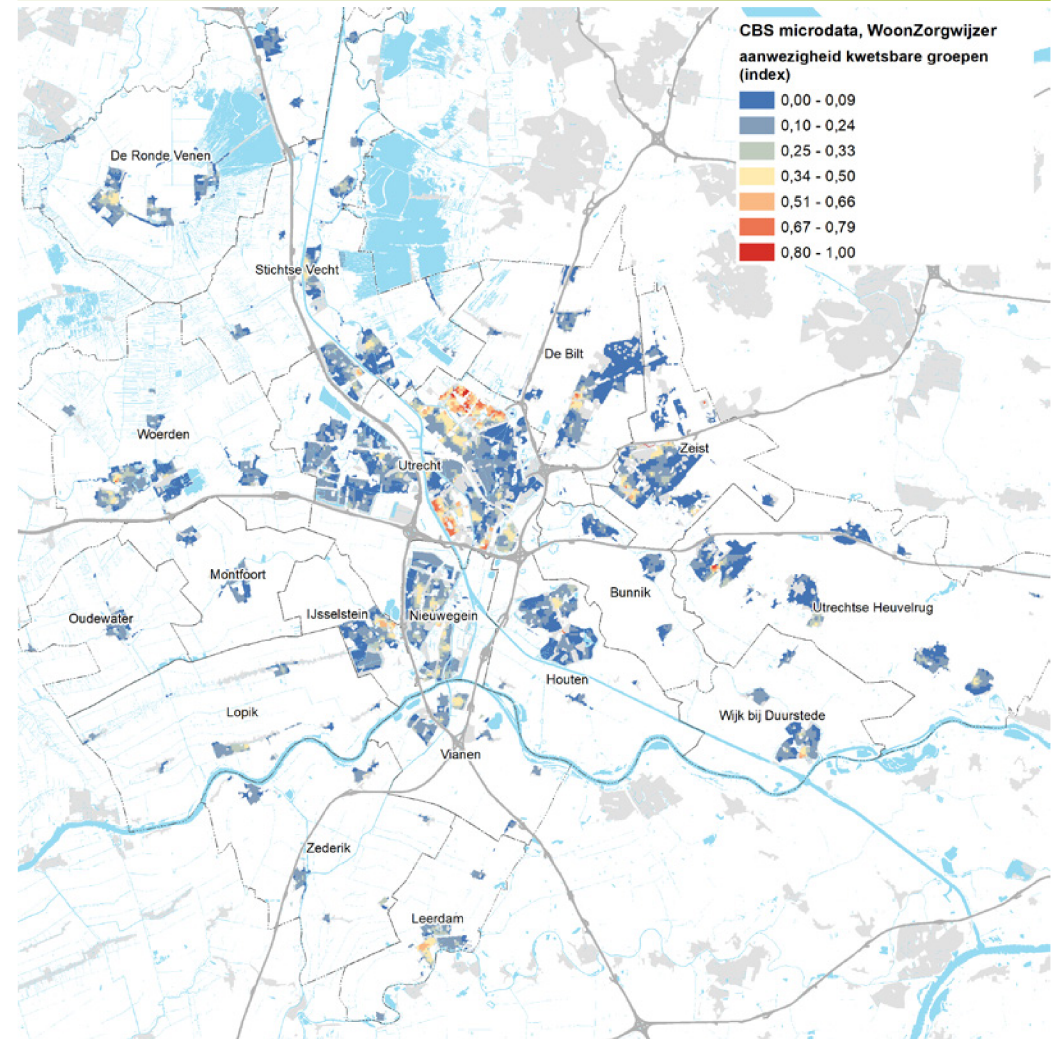 CBS microdata, WoonZorgwijzer
aanwezigheid kwetsbare groepen
(index)
0,00 - 0,09
0,10 - 0,24
0,25 - 0,33
0,34 - 0,50
0,51 - 0,66
0,67 - 0,79
0,80 - 1,00
De Ronde Venen
Stichtse Vecht
De Bilt
Woerden
Zeist
Utrecht
Montfoort
Bunnik
Oudewater
IJsselstein
Nieuwegein
Utrechtse Heuvelrug
Houten
Lopik
Wijk bij Duurstede
Vianen
Zederik
Leerdam